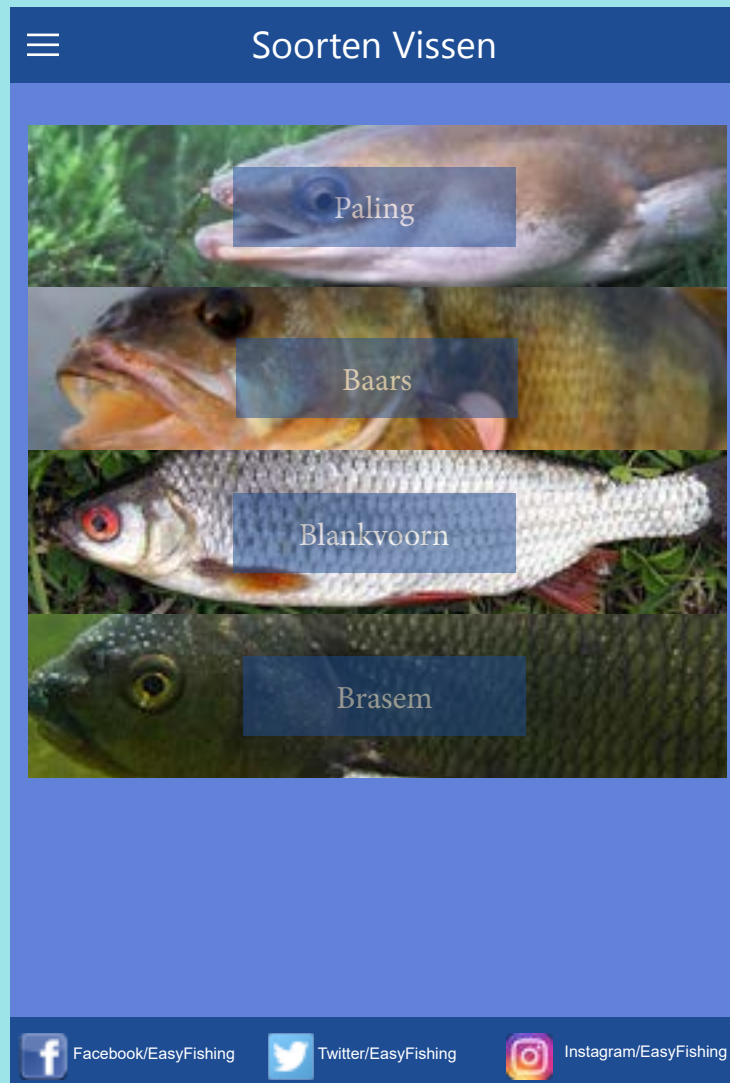 Soorten Vissen
Paling
Baars
Blankvoorn
Brasem
Facebook/EasyFishing
Twitter/EasyFishing
Instagram/EasyFishing